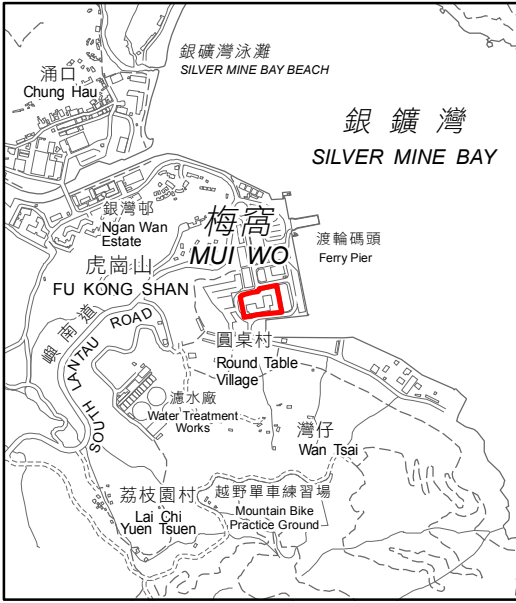 銀礦灣泳灘
SILVER MINE BAY BEACH
涌口
Chung Hau
銀鑛灣
SILVER MINE BAY
銀灣邨
Ngan Wan
Estate
梅窩
MUI WO
渡輪碼頭
Ferry Pier
虎崗山
FU KONG SHAN
嶼南道
SOUTH LANTAU ROAD
圓桌村
Round Table
Village
濾水廠
Water Treatment
Works
灣仔
Wan Tsai
荔枝園村
Lai Chi
Yuen Tsuen
越野單車練習場
Mountain Bike
Practice Ground